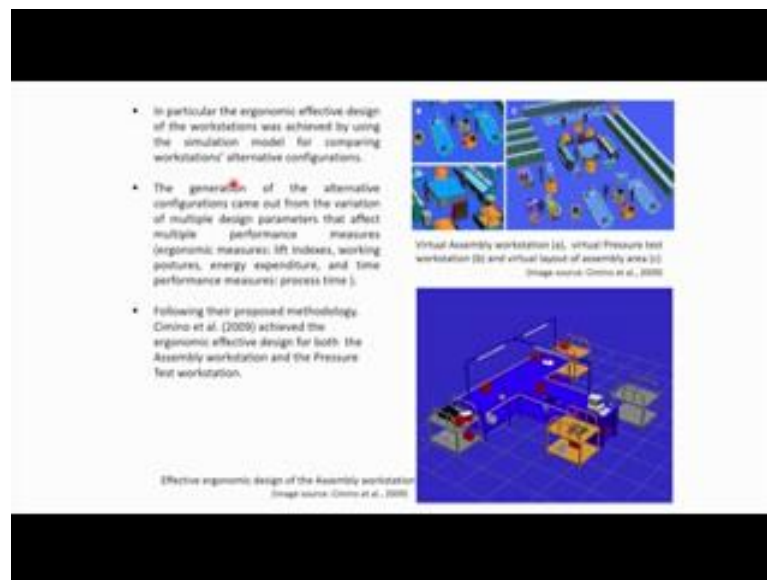 • In particular the ergonomic effective design
of the workstations was achieved by using
the simulation model for comparing
workstations' alternative configurations.
• The generation of the alternative
configurations came out from the variation
of multiple design parameters that affect
multiple performance measures
(ergonomic measures: lift indexes, working
postures, energy expenditure, and time
performance measures: process time ).
• Following their proposed methodology,
Cimino et al. (2009) achieved the
ergonomic effective design for both the
Assembly workstation and the Pressure
Test workstation.
Virtual Assembly workstation (a), virtual Pressure test
workstation (b) and virtual layout of assembly area (c)
(Image source: Cimino et al., 2009)
Effective ergonomic design of the Assembly workstation
(Image source: Cimino et al., 2009)